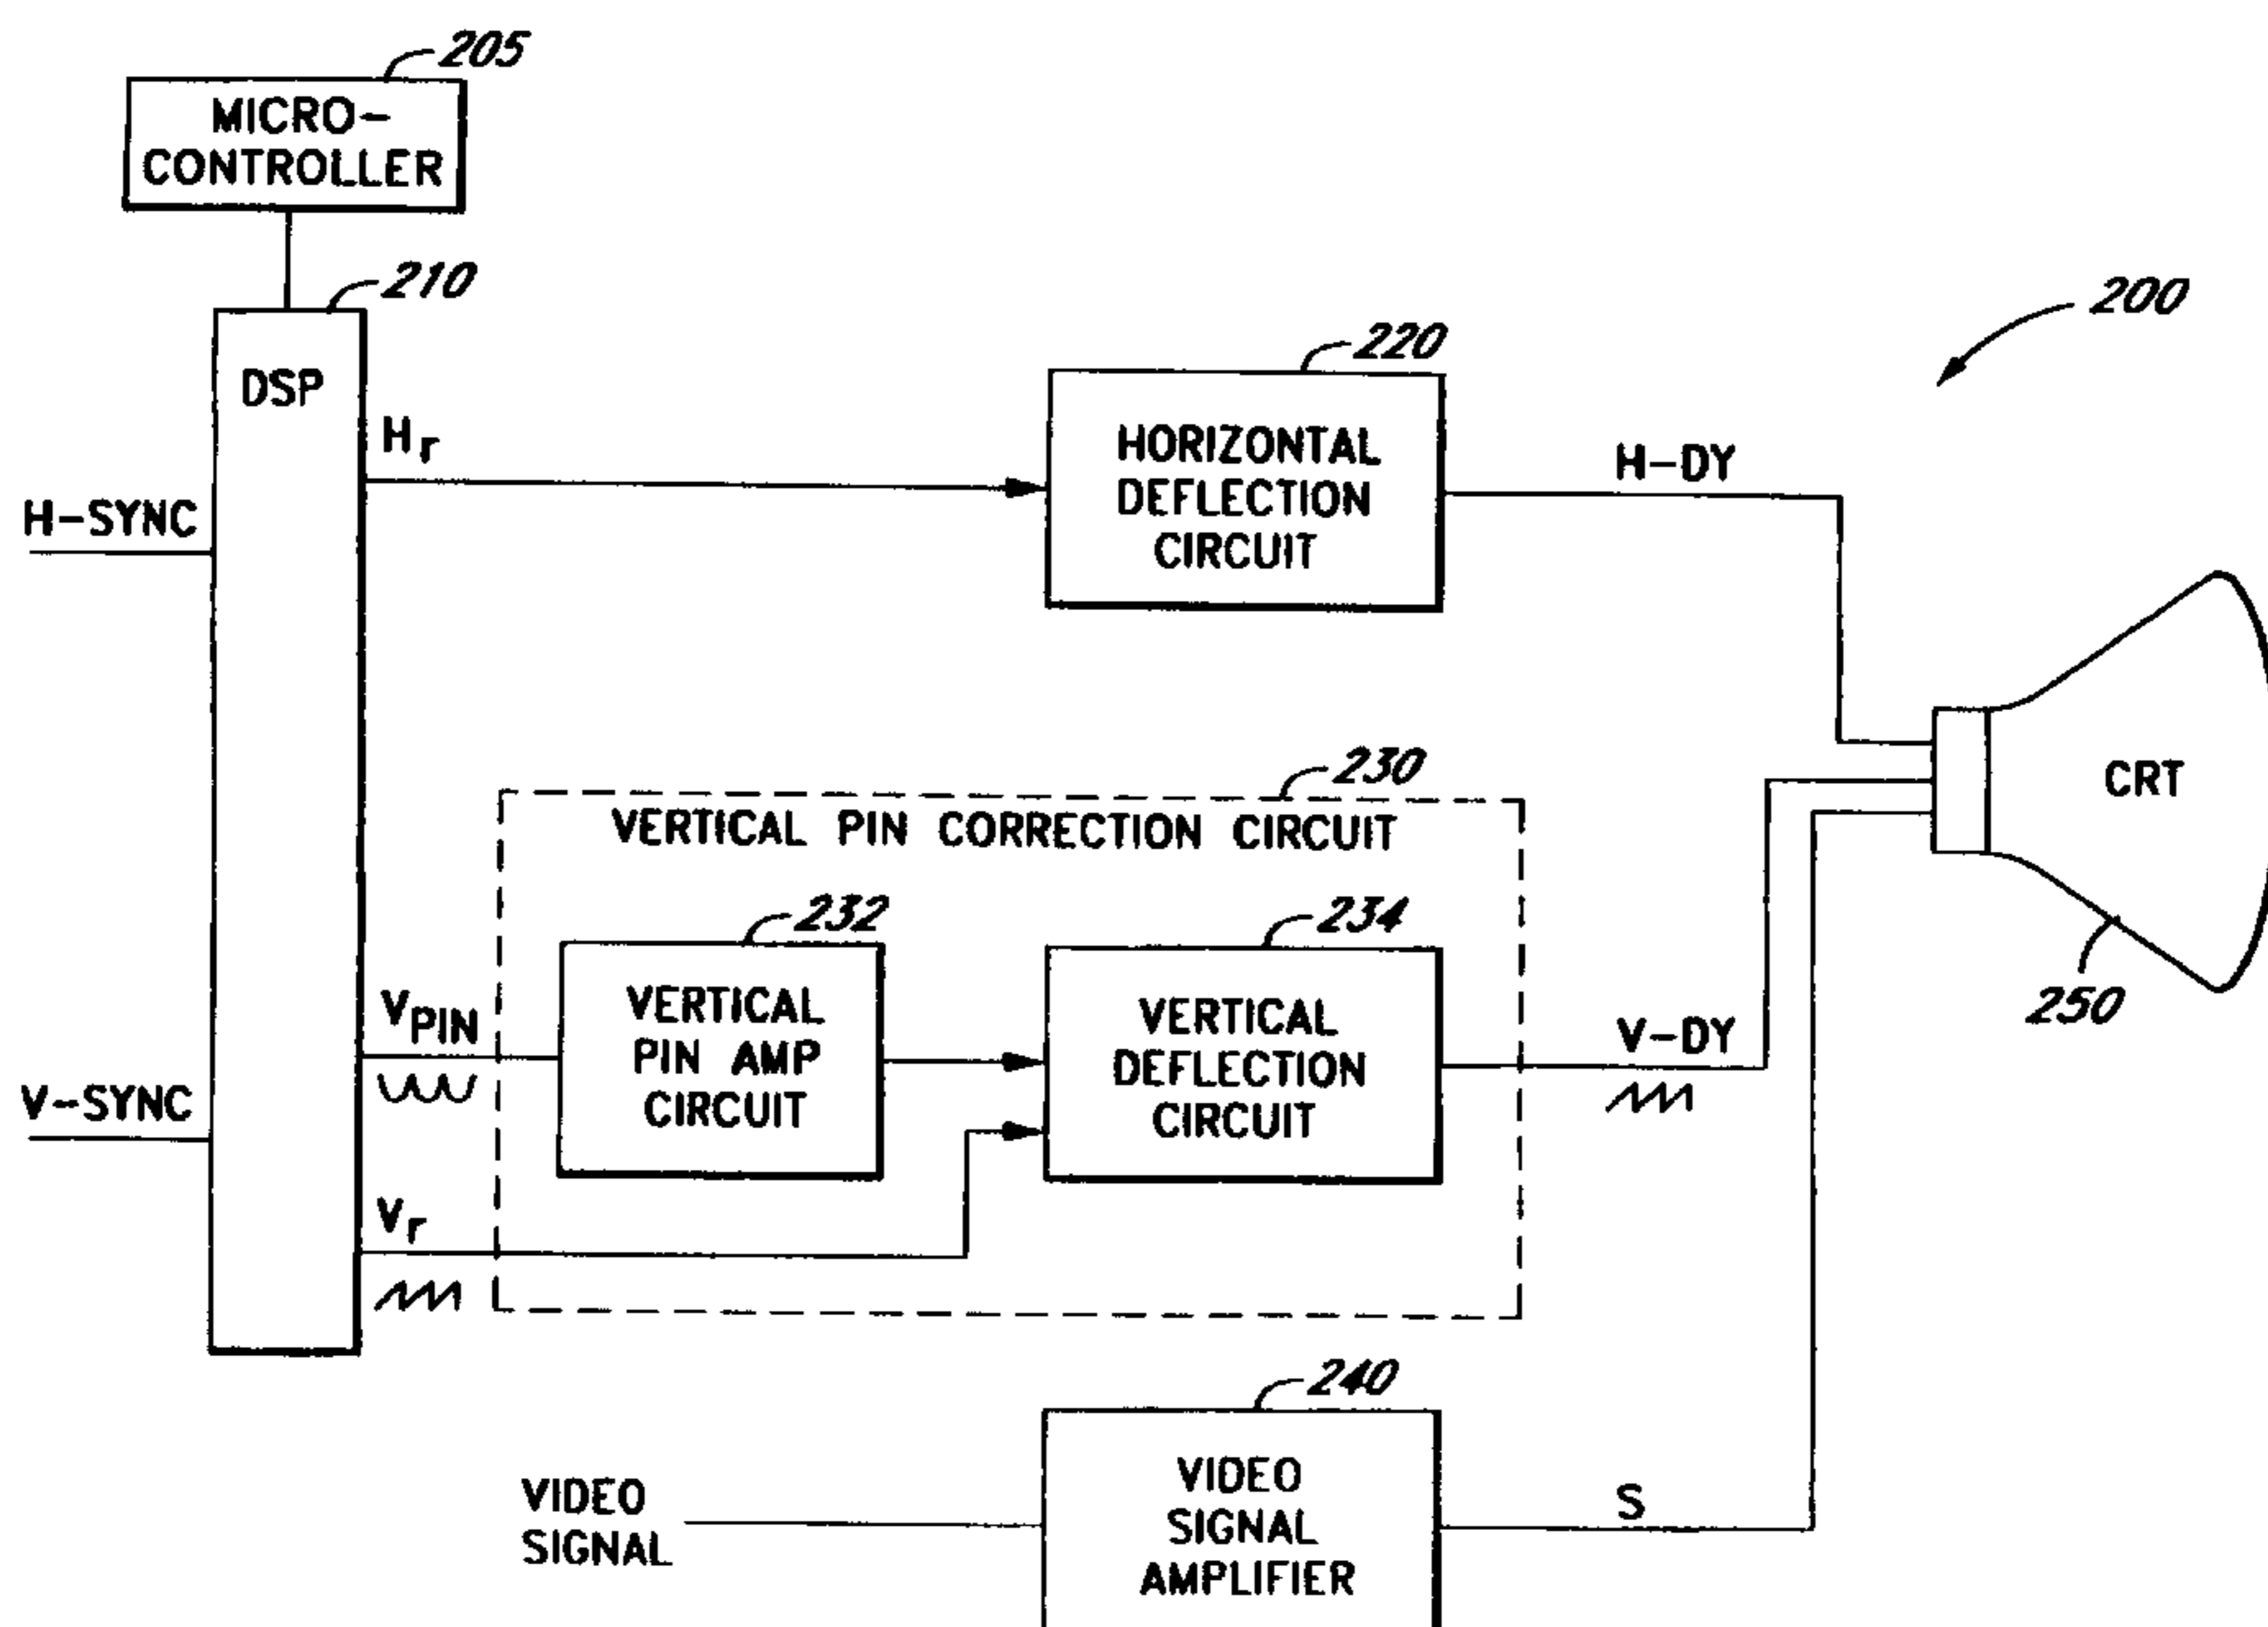 205
MICRO-
CONTROLLER
210
200
DSP
220
Hr
HORIZONTAL
DEFLECTION
CIRCUIT
H-DY
H-SYNC
230
CRT
VERTICAL PIN CORRECTION CIRCUIT
232
234
VPIN
VERTICAL
PIN AMP
CIRCUIT
VERTICAL
DEFLECTION
CIRCUIT
V-DY
250
V-SYNC
Vr
240
VIDEO
SIGNAL
VIDEO
SIGNAL
AMPLIFIER
S